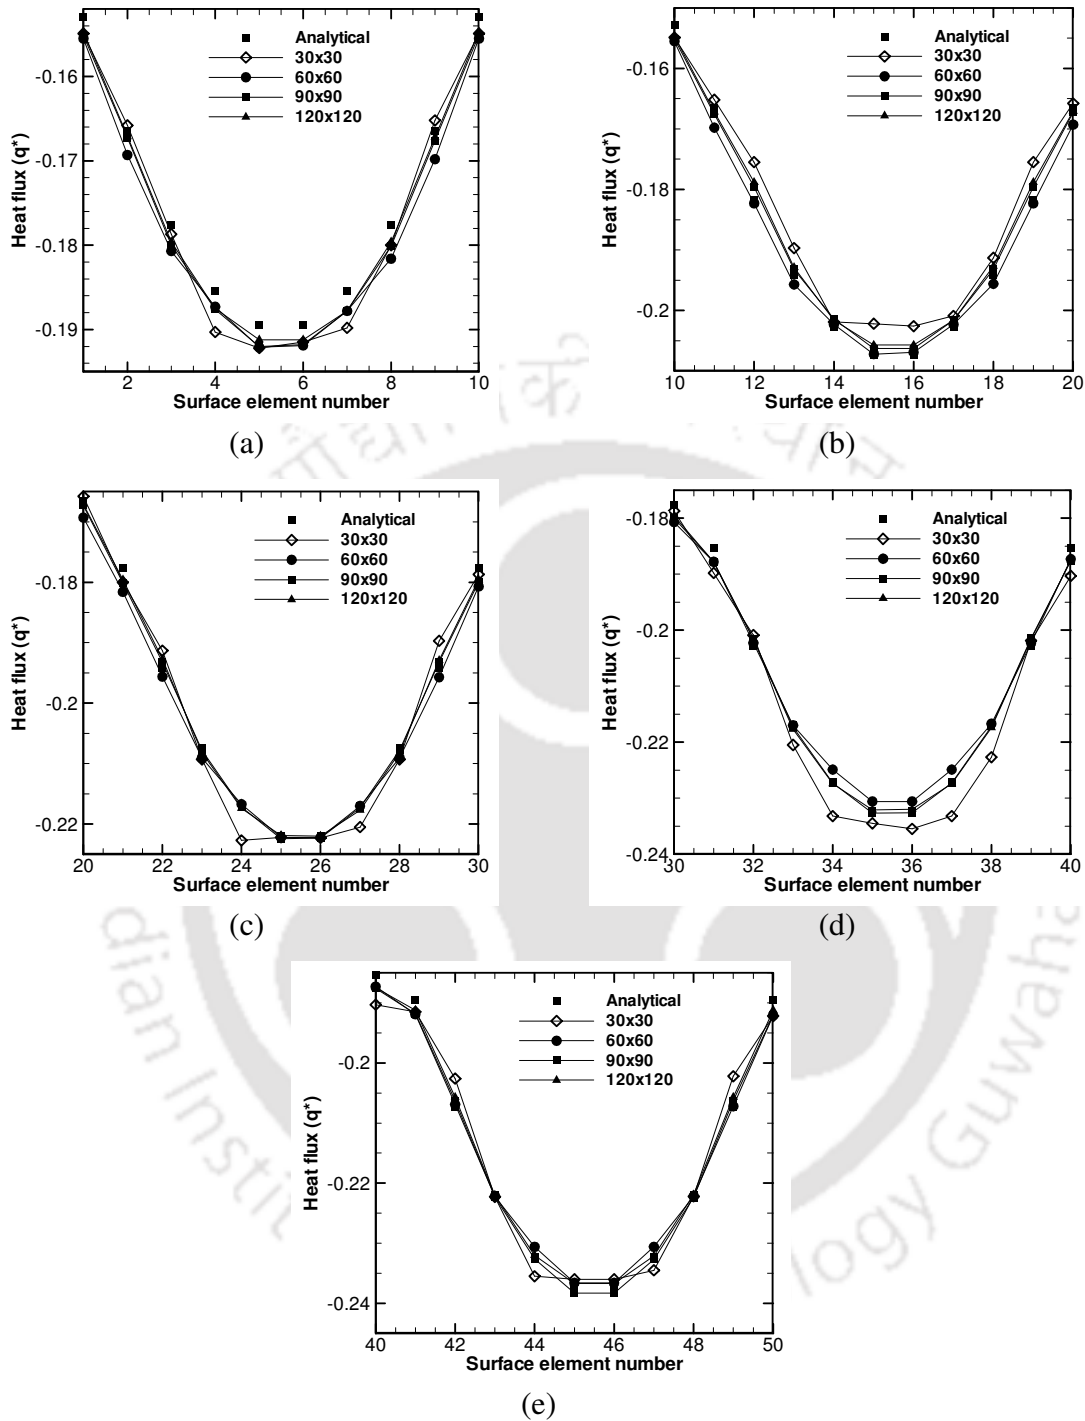 Analytical
30x30
60x60
90x90
120x120
-0.16
-0.17
-0.18
-0.19
Heat flux (q*)
2 4 6 8 10
Surface element number
(a)
Analytical
30x30
60x60
90x90
120x120
-0.16
-0.18
-0.2
Heat flux (q*)
10 12 14 16 18 20
Surface element number
(b)
Analytical
30x30
60x60
90x90
120x120
-0.18
-0.2
-0.22
Heat flux (q*)
20 22 24 26 28 30
Surface element number
(c)
Analytical
30x30
60x60
90x90
120x120
-0.18
-0.2
-0.22
-0.24
Heat flux (q*)
30 32 34 36 38 40
Surface element number
(d)
Analytical
30x30
60x60
90x90
120x120
-0.2
-0.22
-0.24
Heat flux (q*)
40 42 44 46 48 50
Surface element number
(e)
dian Instit
ology Guwaha